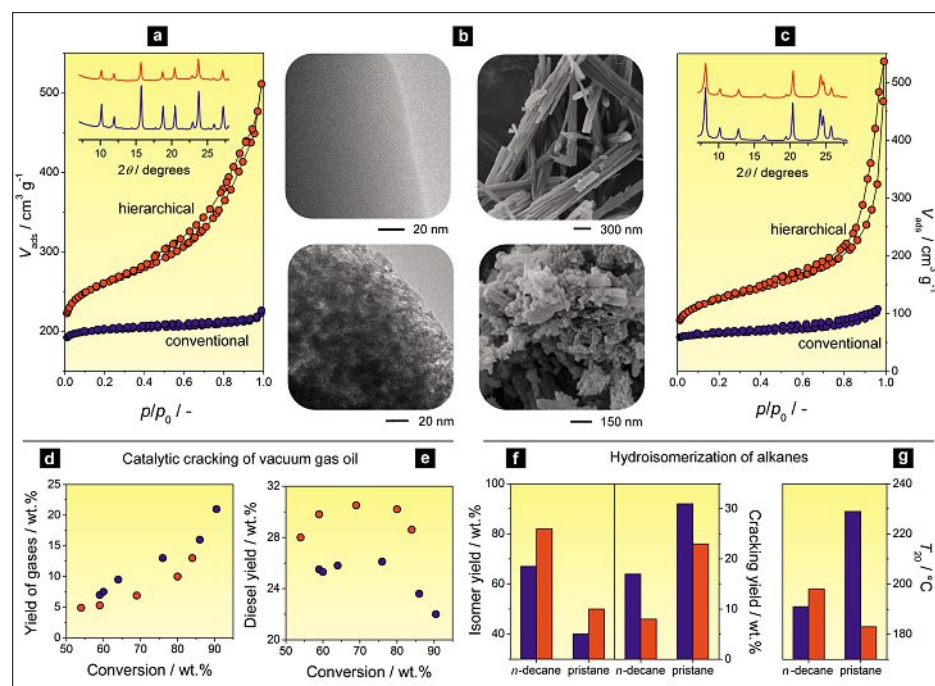 a
b
c
500
400
300
200
V_ads / cm³ g⁻¹
10 15 20 25
2θ / degrees
hierarchical
conventional
0.0 0.2 0.4 0.6 0.8 1.0
p/p₀ / -
20 nm
300 nm
20 nm
150 nm
10 15 20 25
2θ / degrees
hierarchical
conventional
500
400
300
200
100
0
V_ads / cm³ g⁻¹
0.0 0.2 0.4 0.6 0.8 1.0
p/p₀ / -
d
Catalytic cracking of vacuum gas oil
e
25
20
15
10
5
0
Yield of gases / wt.%
50 60 70 80 90
Conversion / wt.%
32
28
24
20
Diesel yield / wt.%
50 60 70 80 90
Conversion / wt.%
f
Hydroisomerization of alkanes
g
100
80
60
40
Isomer yield / wt.%
n-decane pristane
n-decane pristane
30
20
10
0
Cracking yield / wt.%
n-decane pristane
240
220
200
180
T₂₀ / °C